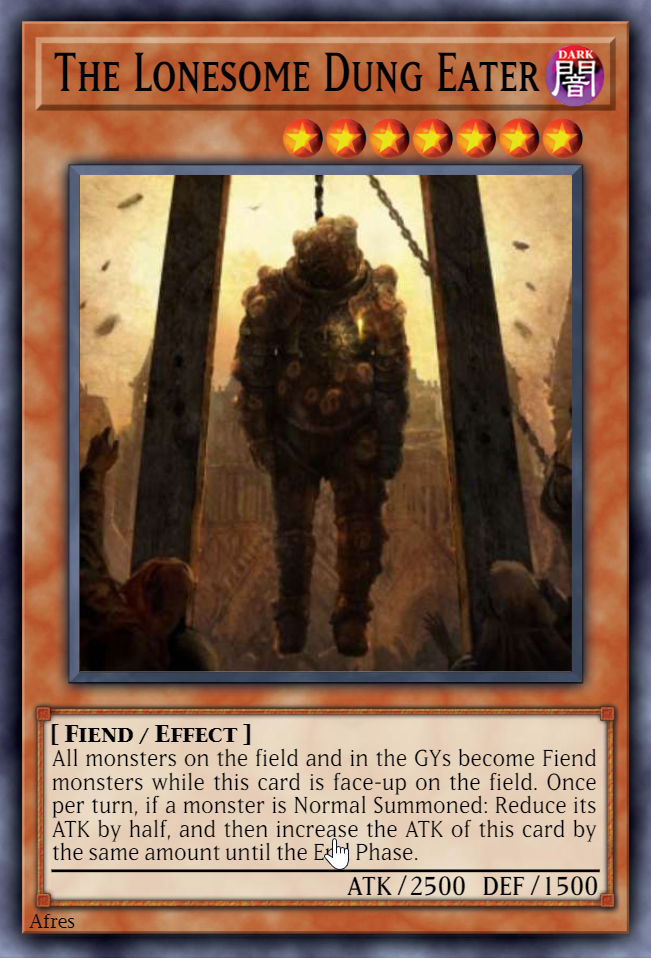 The Lonesome Dung Eater
DARK
闇
[ Fiend / Effect ]
All monsters on the field and in the GYs become Fiend
monsters while this card is face-up on the field. Once
per turn, if a monster is Normal Summoned: Reduce its
ATK by half, and then increase the ATK of this card by
the same amount until the End Phase.
ATK / 2500 DEF / 1500
Afres